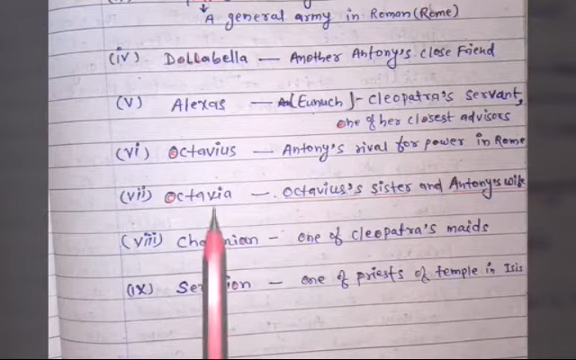 A general army in Roman (Rome)
(iv) Dollabella — Another Antony's close Friend
(v) Alexas — (Eunuch) - cleopatra's servant,
one of her closest advisors
(vi) Octavius — Antony's rival for power in Rome
(vii) Octavia — Octavius's sister and Antony's wife
(viii) - one of cleopatra's maids
(ix) - one of priests of temple in Isis